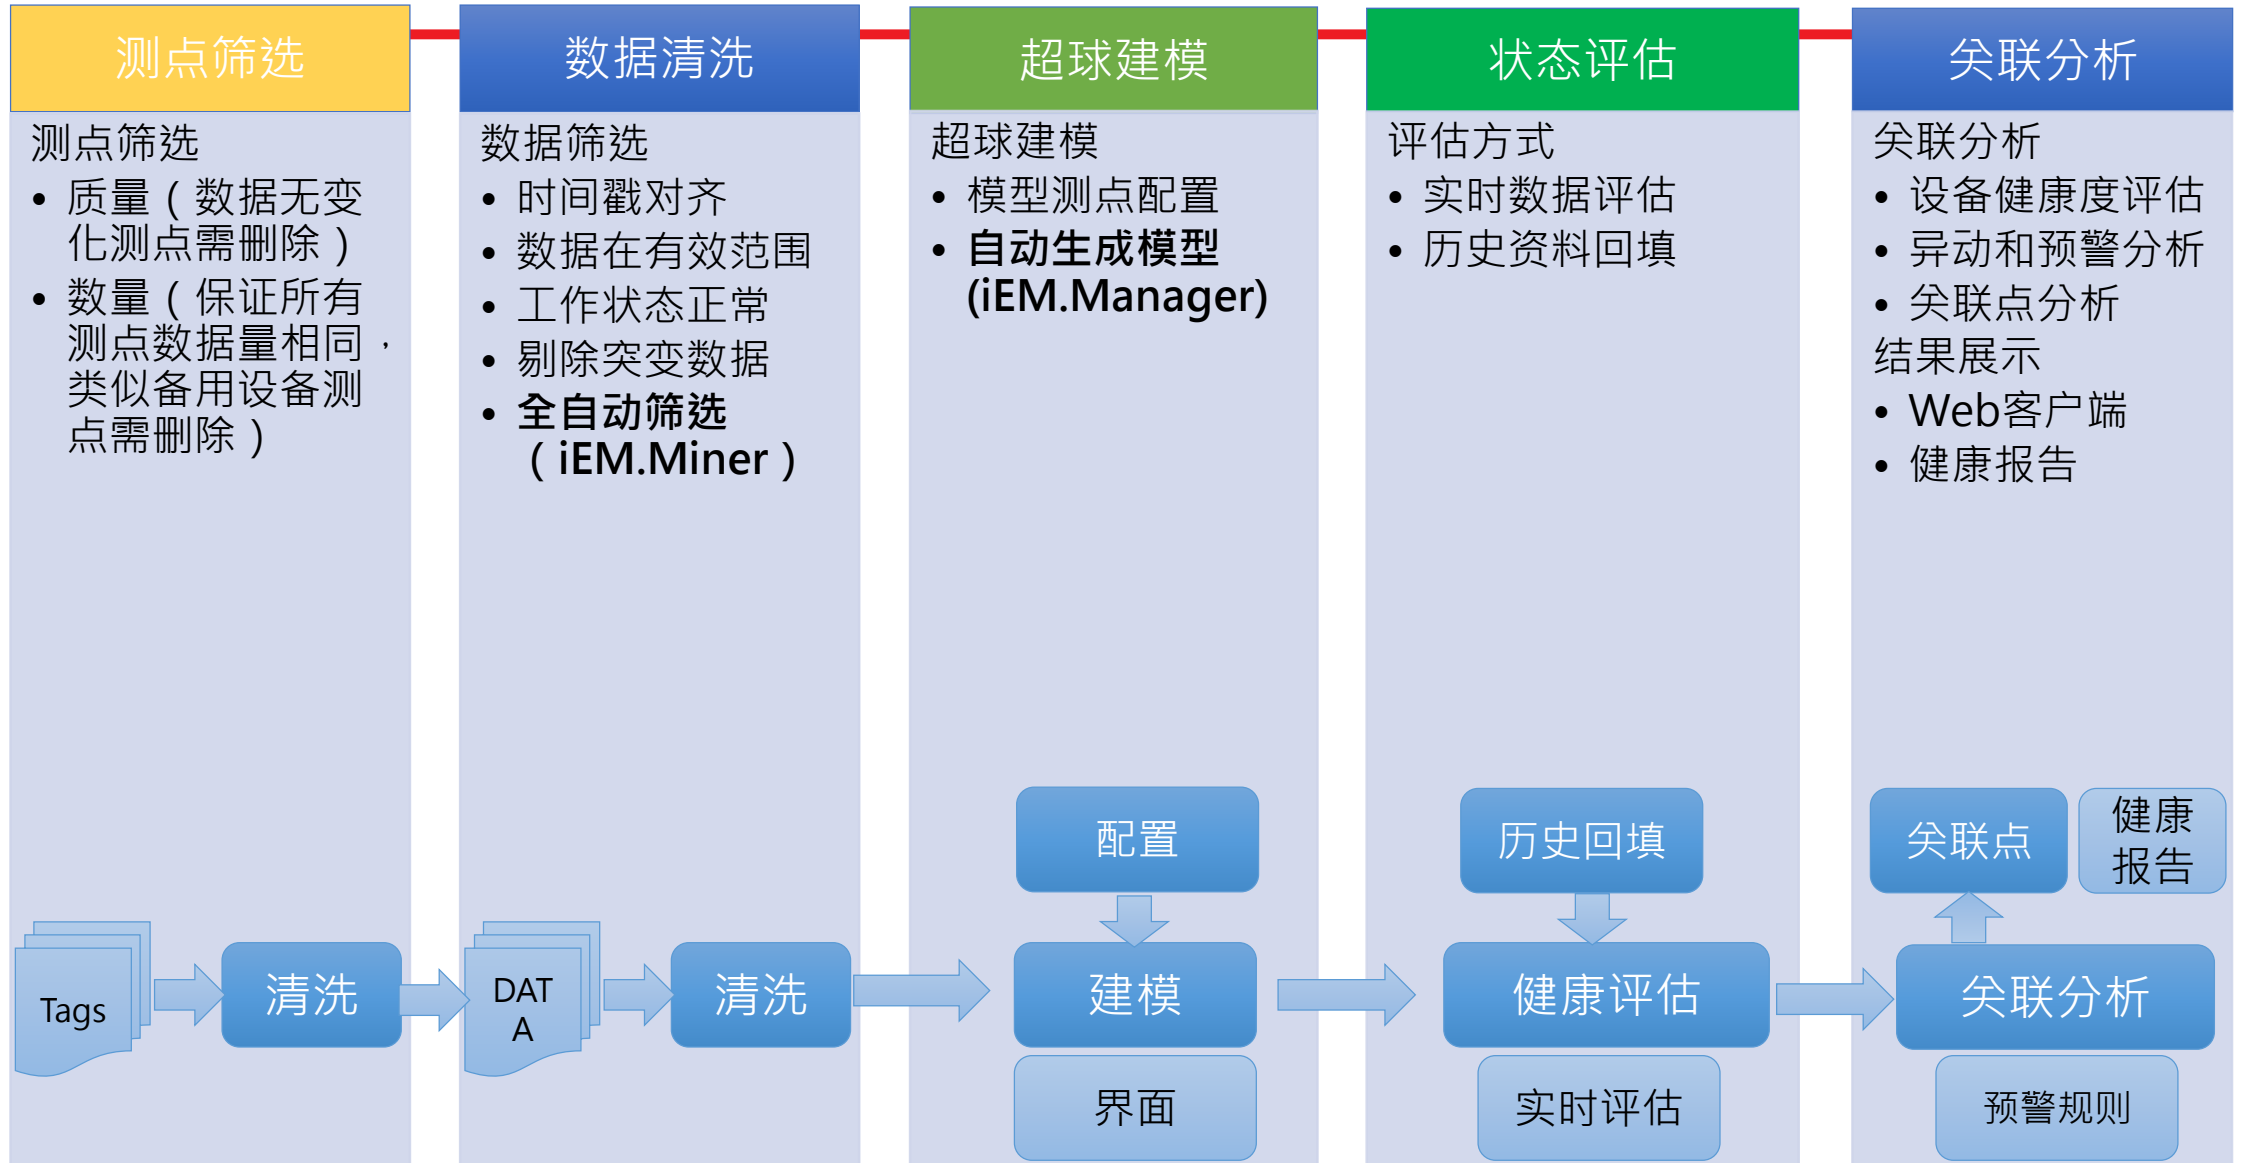 测点筛选
数据清洗
超球建模
状态评估
关联分析
测点筛选
• 质量（数据无变
化测点需删除）
• 数量（保证所有
测点数据量相同，
类似备用设备测
点需删除）
数据筛选
• 时间戳对齐
• 数据在有效范围
• 工作状态正常
• 剔除突变数据
• 全自动筛选
（iEM.Miner）
超球建模
• 模型测点配置
• 自动生成模型
(iEM.Manager)
评估方式
• 实时数据评估
• 历史资料回填
关联分析
• 设备健康度评估
• 异动和预警分析
• 关联点分析
结果展示
• Web客户端
• 健康报告
配置
历史回填
关联点
健康
报告
Tags
清洗
DAT
A
清洗
建模
健康评估
关联分析
界面
实时评估
预警规则